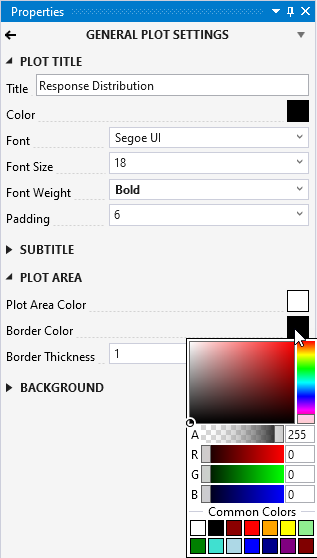 Properties
GENERAL PLOT SETTINGS
PLOT TITLE
Title Response Distribution
Color
Font Segoe UI
Font Size 18
Font Weight Bold
Padding 6
SUBTITLE
PLOT AREA
Plot Area Color
Border Color
Border Thickness 1
BACKGROUND
A 255
R 0
G 0
B 0
Common Colors